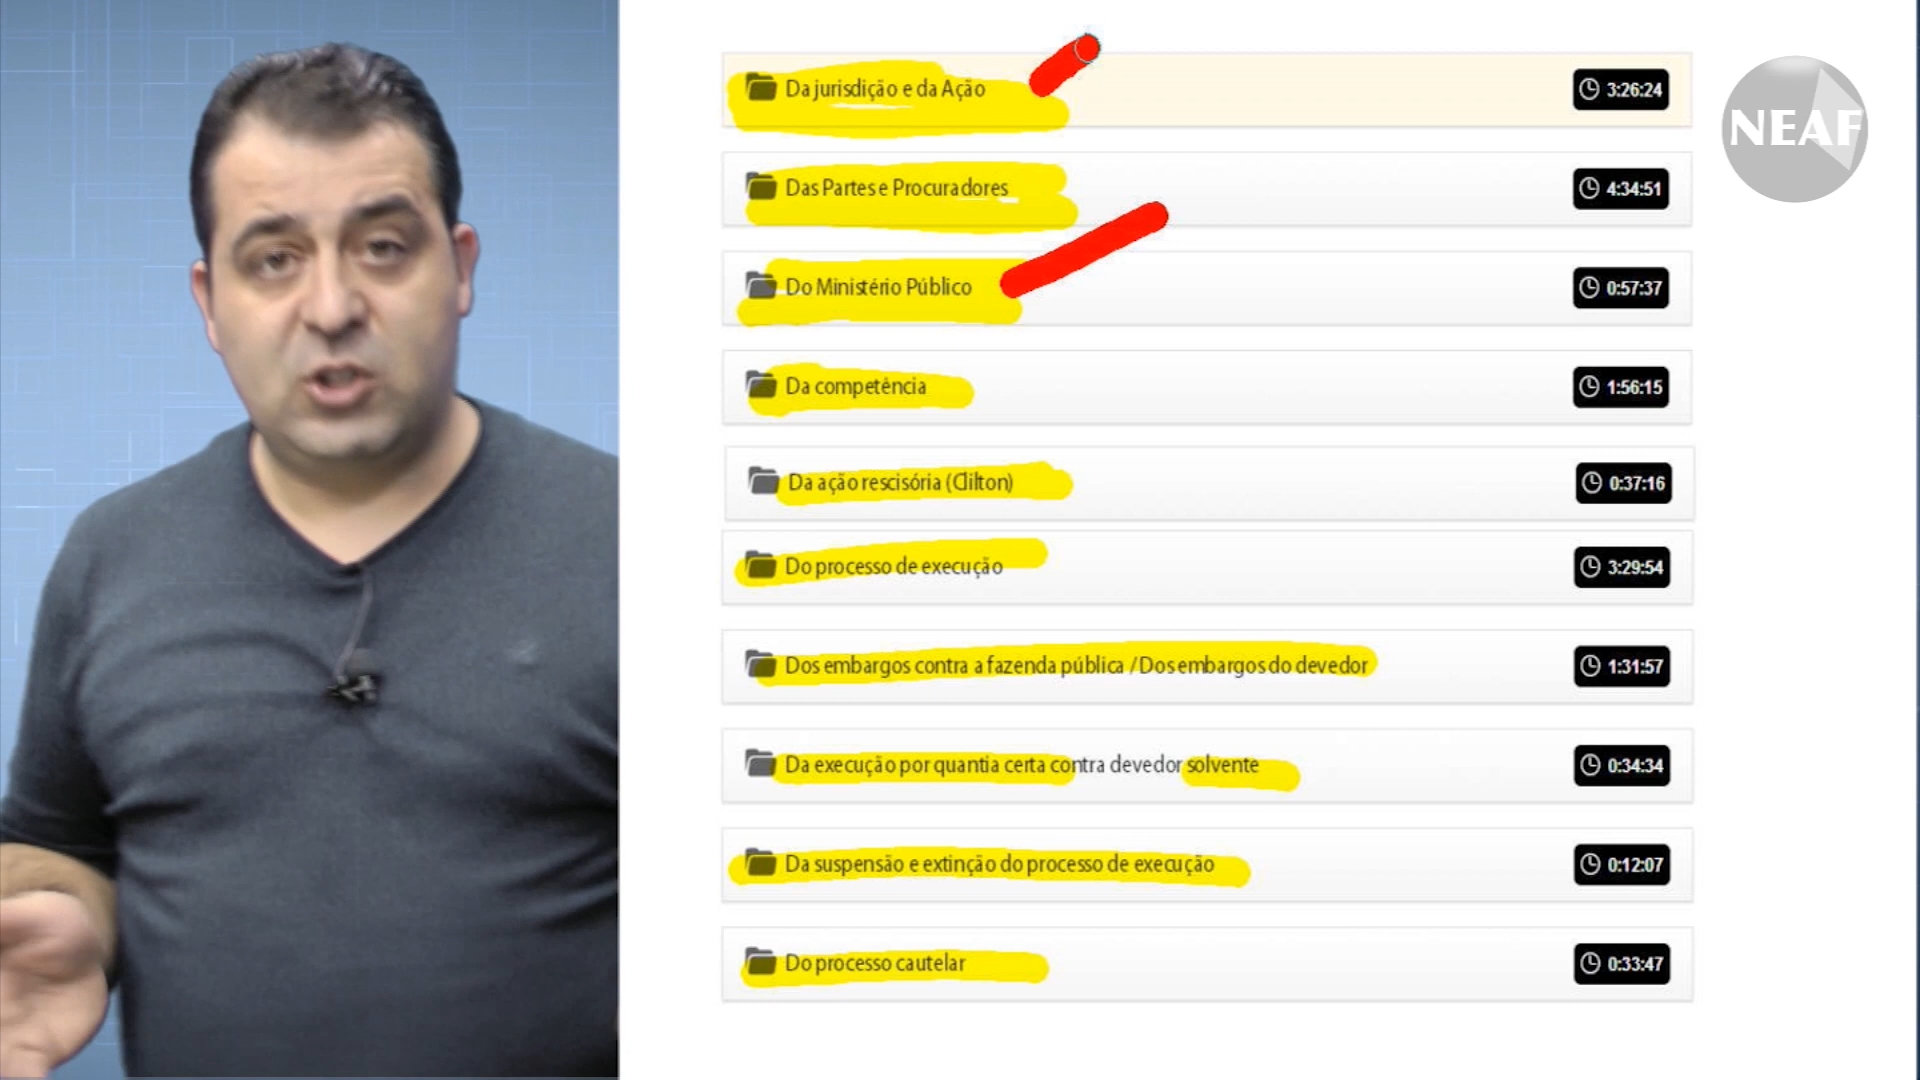 Da jurisdição e da Ação 3:26:24
NEAF
Das Partes e Procuradores 4:34:51
Do Ministério Público 0:57:37
Da competência 1:56:15
Da ação rescisória (Clilton) 0:37:16
Do processo de execução 3:29:54
Dos embargos contra a fazenda pública / Dos embargos do devedor 1:31:57
Da execução por quantia certa contra devedor solvente 0:34:34
Da suspensão e extinção do processo de execução 0:12:07
Do processo cautelar 0:33:47